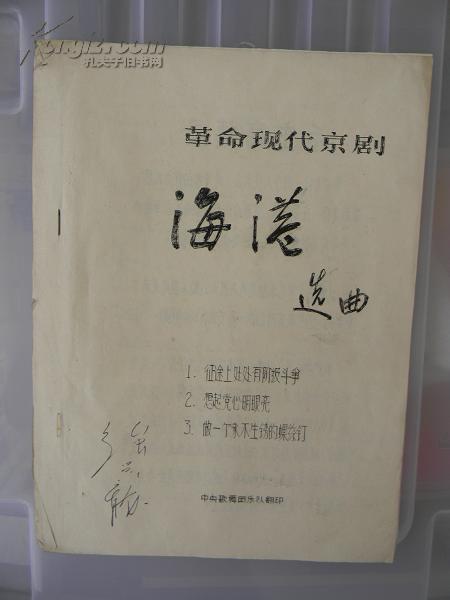 kongfz.com
孔夫子旧书网
革命现代京剧
海港
选曲
1. 征途上处处有阶级斗争
2. 想起党心明眼亮
3. 做一个永不生锈的螺丝钉
中央歌舞团乐队翻印